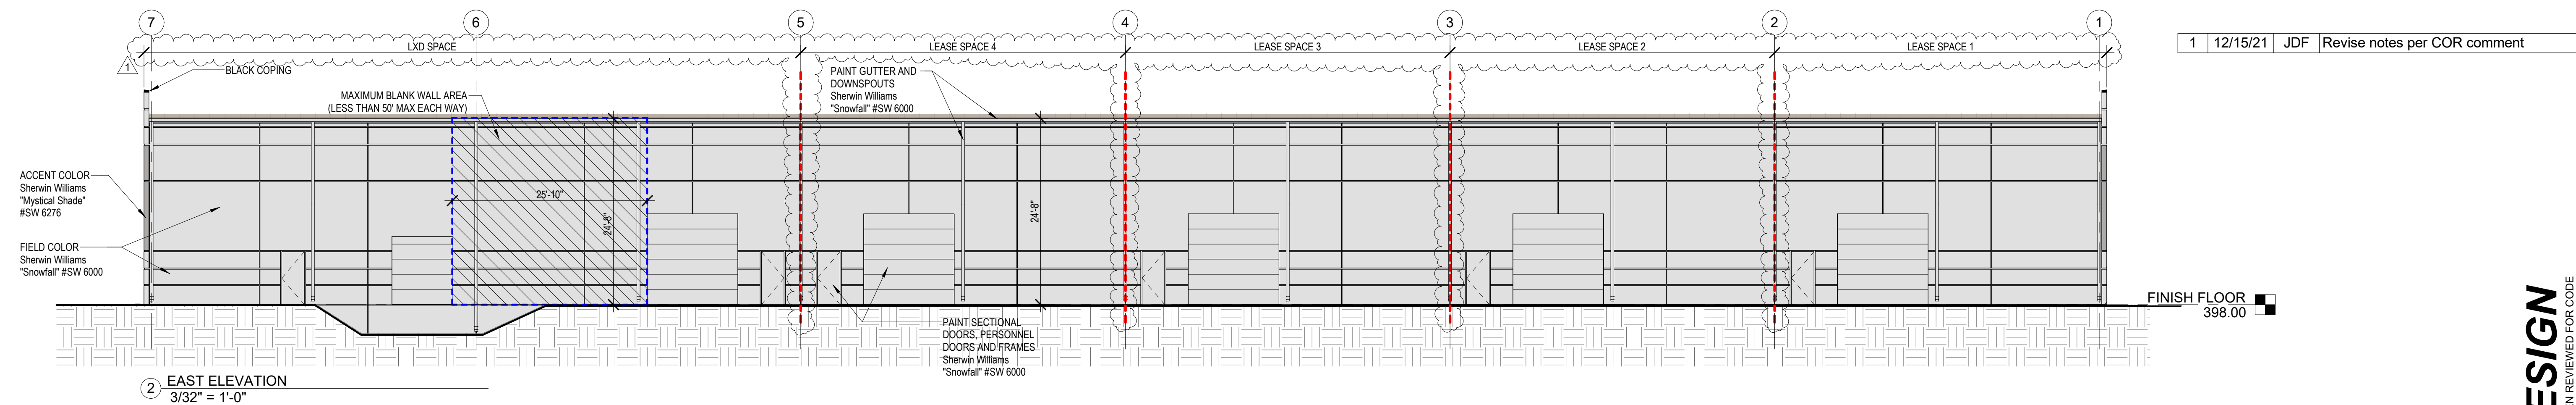 7 6 5 4 3 2 1
LXD SPACE LEASE SPACE 4 LEASE SPACE 3 LEASE SPACE 2 LEASE SPACE 1
1 12/15/21 JDF Revise notes per COR comment
1
BLACK COPING
MAXIMUM BLANK WALL AREA
(LESS THAN 50' MAX EACH WAY)
PAINT GUTTER AND
DOWNSPOUTS
Sherwin Williams
"Snowfall" #SW 6000
ACCENT COLOR
Sherwin Williams
"Mystical Shade"
#SW 6276
25'-10"
24'-8"
24'-8"
FIELD COLOR
Sherwin Williams
"Snowfall" #SW 6000
FINISH FLOOR
398.00
PAINT SECTIONAL
DOORS, PERSONNEL
DOORS AND FRAMES
Sherwin Williams
"Snowfall" #SW 6000
2 EAST ELEVATION
3/32" = 1'-0"
ESIGN
EN REVIEWED FOR CODE